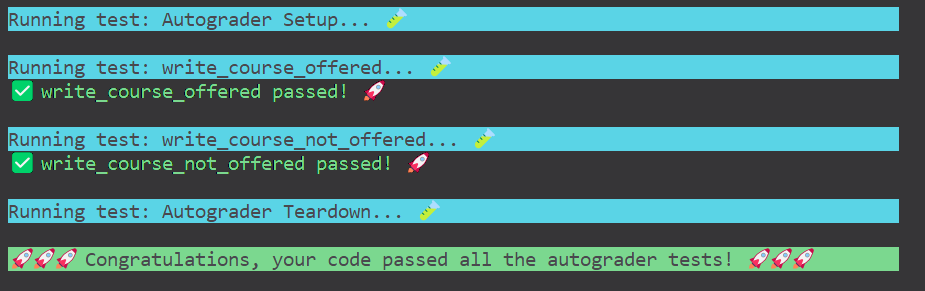 Running test: Autograder Setup... 🧪
Running test: write_course_offered... 🧪
✅ write_course_offered passed! 🚀
Running test: write_course_not_offered... 🧪
✅ write_course_not_offered passed! 🚀
Running test: Autograder Teardown... 🧪
🚀🚀🚀 Congratulations, your code passed all the autograder tests! 🚀🚀🚀